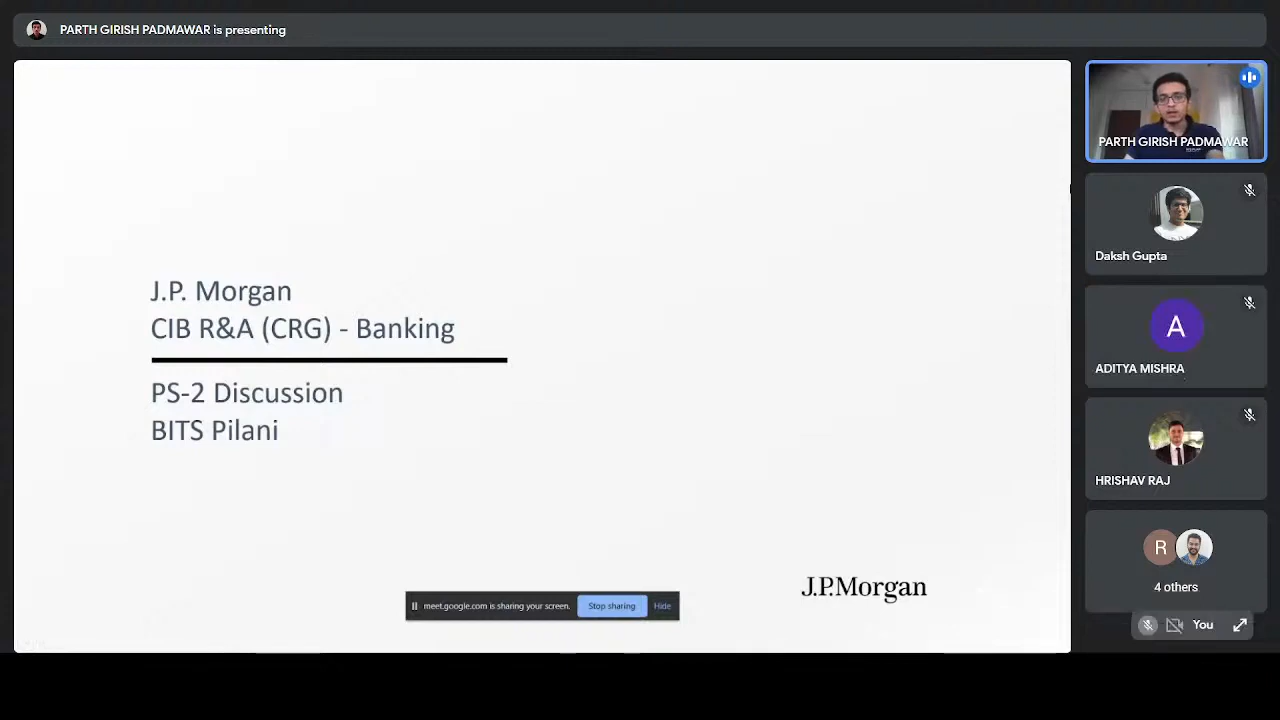 PARTH GIRISH PADMAWAR is presenting
J.P. Morgan
CIB R&A (CRG) - Banking
PS-2 Discussion
BITS Pilani
J.P.Morgan
meet.google.com is sharing your screen.
Stop sharing
Hide
PARTH GIRISH PADMAWAR
Daksh Gupta
A
ADITYA MISHRA
HRISHAV RAJ
R
4 others
You